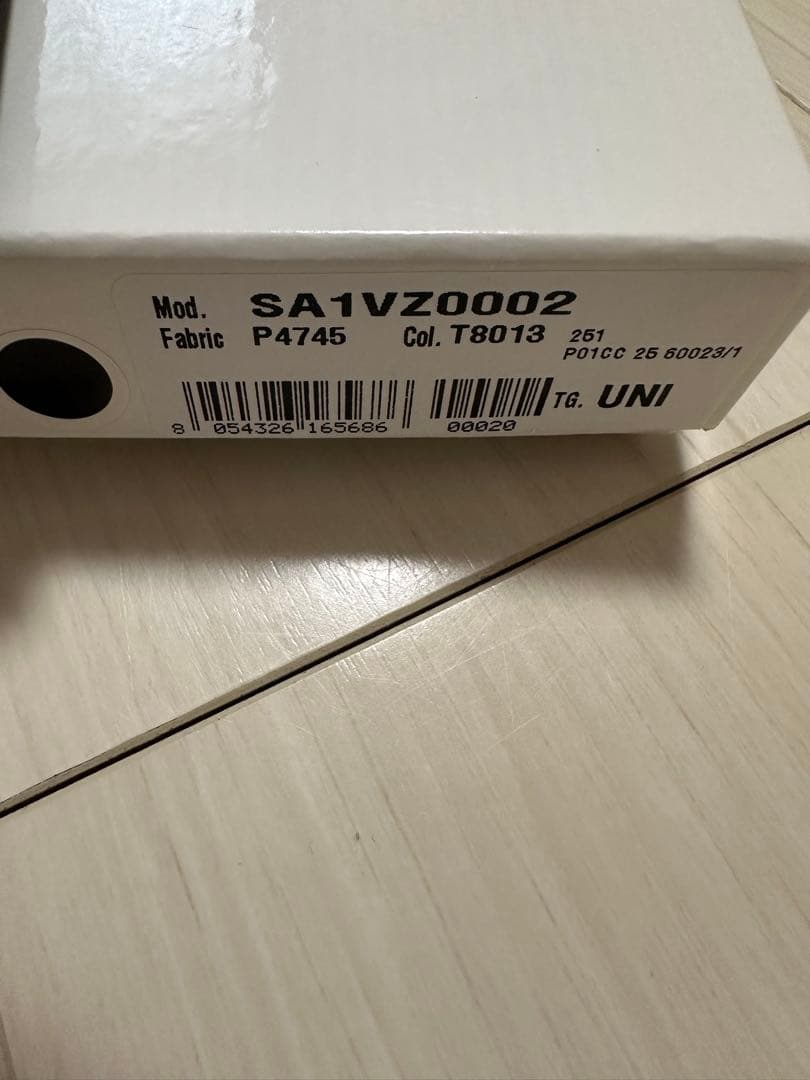 Mod. SA1VZ0002
Fabric P4745 Col. T8013 251
P01CC 25 60023/1
TG. UNI
8 054326 165686 00020